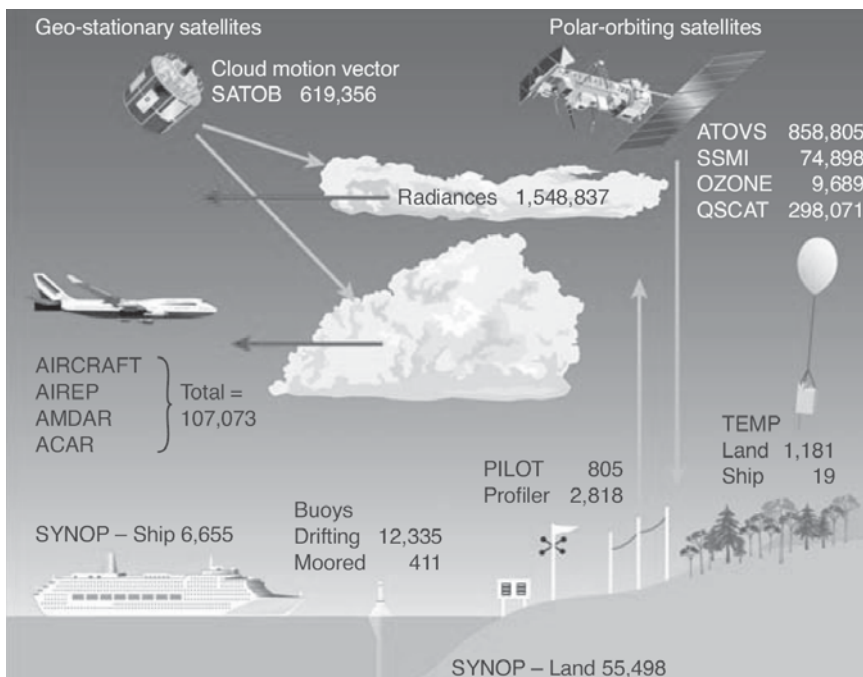 Geo-stationary satellites
Polar-orbiting satellites
Cloud motion vector
SATOB 619,356
ATOVS 858,805
SSMI 74,898
OZONE 9,689
QSCAT 298,071
Radiances 1,548,837
AIRCRAFT
AIREP
AMDAR
ACAR
Total =
107,073
TEMP
Land 1,181
Ship 19
PILOT 805
Profiler 2,818
Buoys
Drifting 12,335
Moored 411
SYNOP – Ship 6,655
SYNOP – Land 55,498